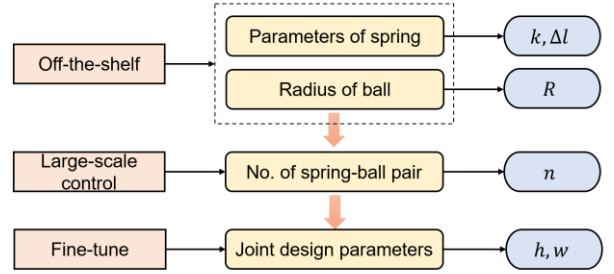 Parameters of spring
k, Δl
Off-the-shelf
Radius of ball
R
Large-scale
control
No. of spring-ball pair
n
Fine-tune
Joint design parameters
h, w